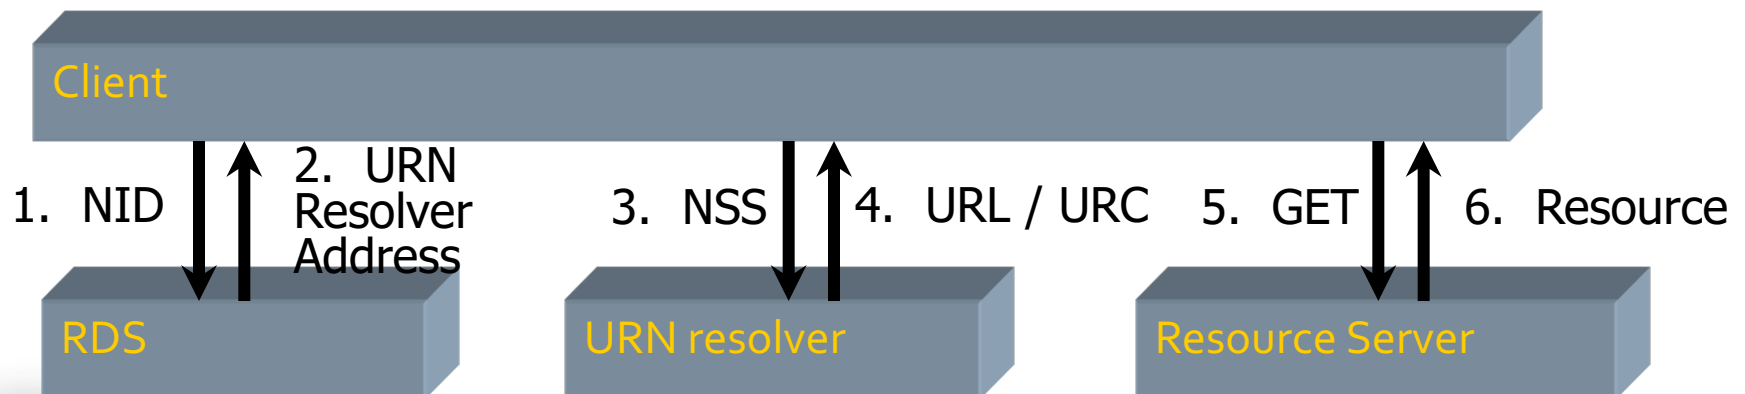 Client
1. NID
2. URN
Resolver
Address
3. NSS
4. URL / URC
5. GET
6. Resource
RDS
URN resolver
Resource Server